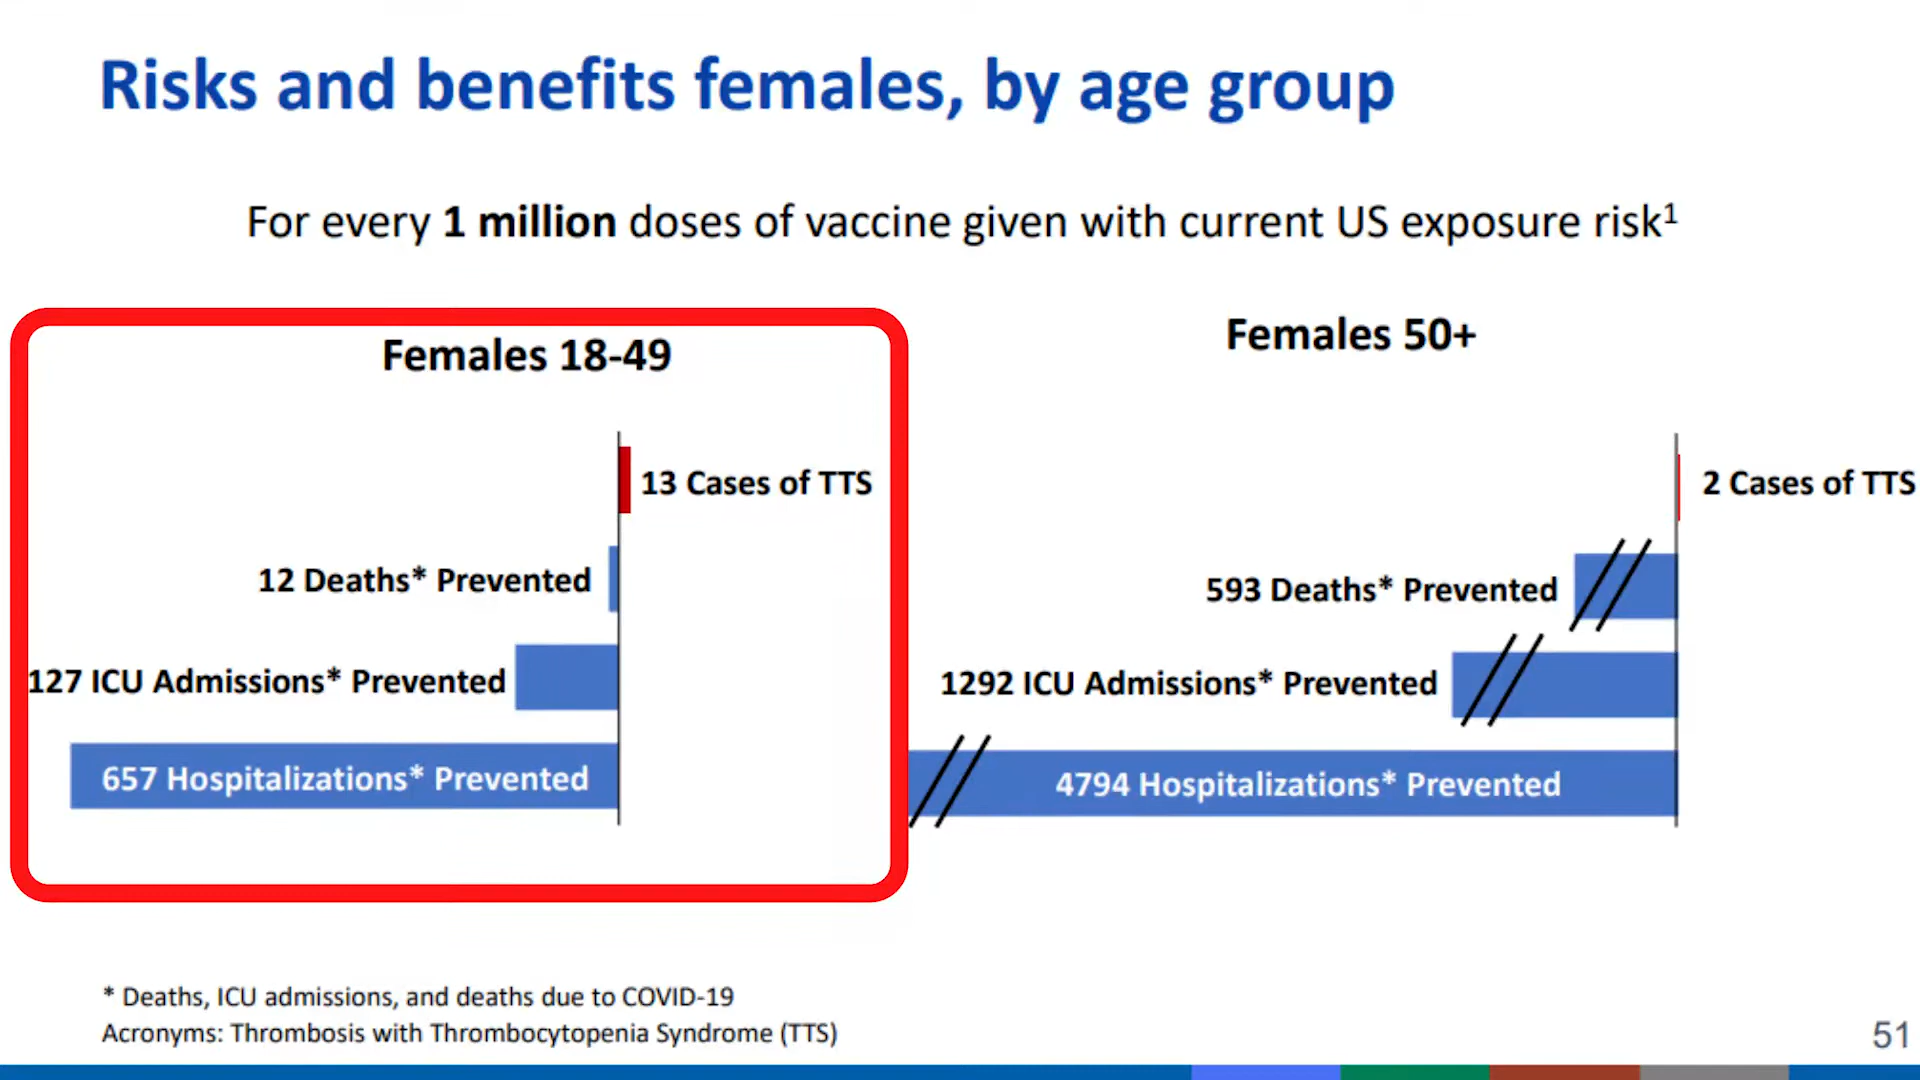 Risks and benefits females, by age group
For every 1 million doses of vaccine given with current US exposure risk¹
Females 18-49
13 Cases of TTS
12 Deaths* Prevented
127 ICU Admissions* Prevented
657 Hospitalizations* Prevented
Females 50+
2 Cases of TTS
593 Deaths* Prevented
1292 ICU Admissions* Prevented
4794 Hospitalizations* Prevented
* Deaths, ICU admissions, and deaths due to COVID-19
Acronyms: Thrombosis with Thrombocytopenia Syndrome (TTS)
51